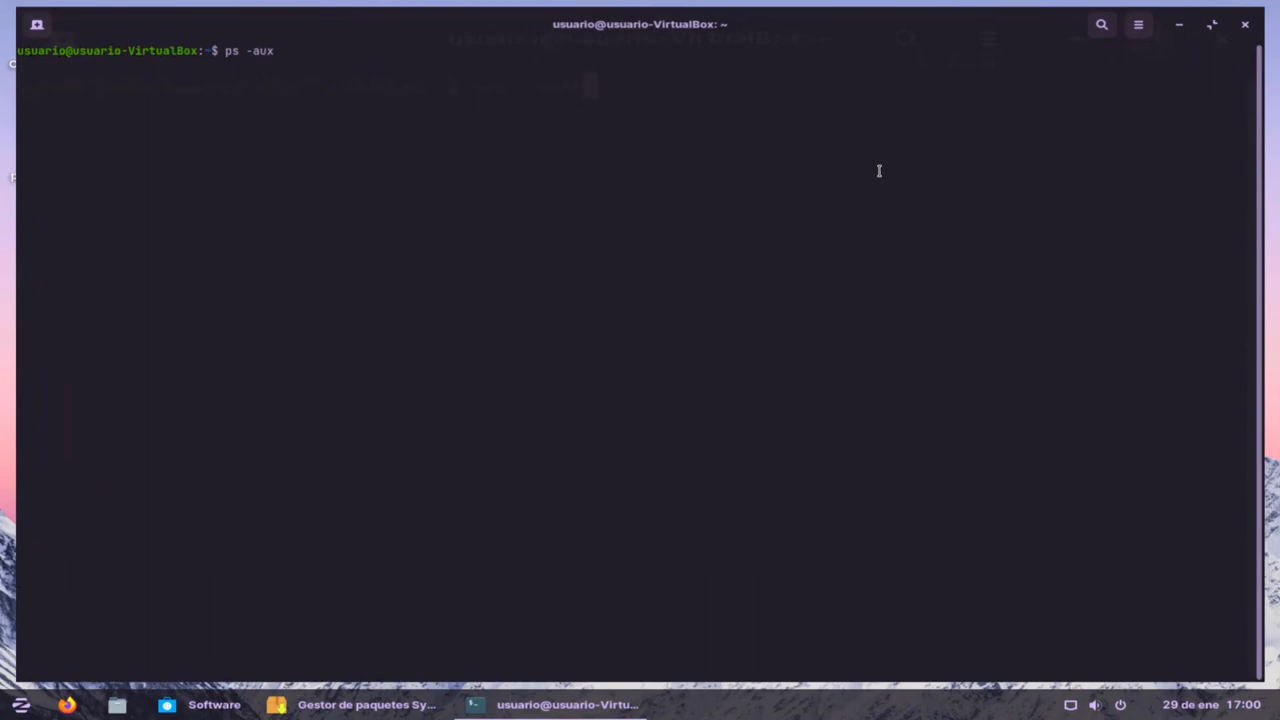 usuario@usuario-VirtualBox: ~
usuario@usuario-VirtualBox:~$ ps -aux
Software
Gestor de paquetes Sy...
usuario@usuario-Virtu...
29 de ene 17:00